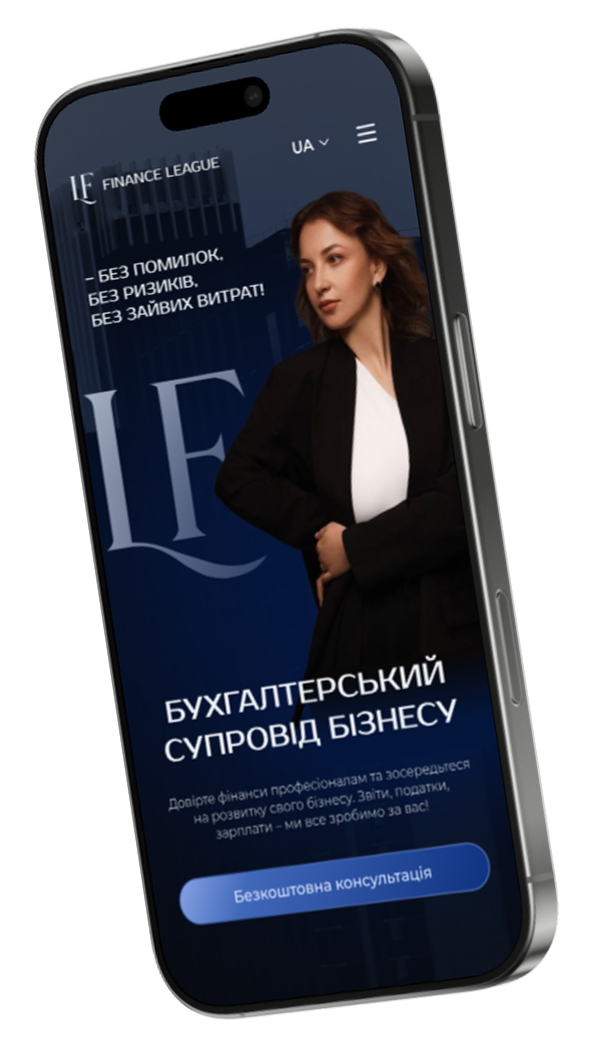 UA
LF FINANCE LEAGUE
– БЕЗ ПОМИЛОК,
БЕЗ РИЗИКІВ,
БЕЗ ЗАЙВИХ ВИТРАТ!
LF
БУХГАЛТЕРСЬКИЙ
СУПРОВІД БІЗНЕСУ
Довірте фінанси професіоналам та зосередьтеся
на розвитку свого бізнесу. Звіти, податки,
зарплати – ми все зробимо за вас!
Безкоштовна консультація